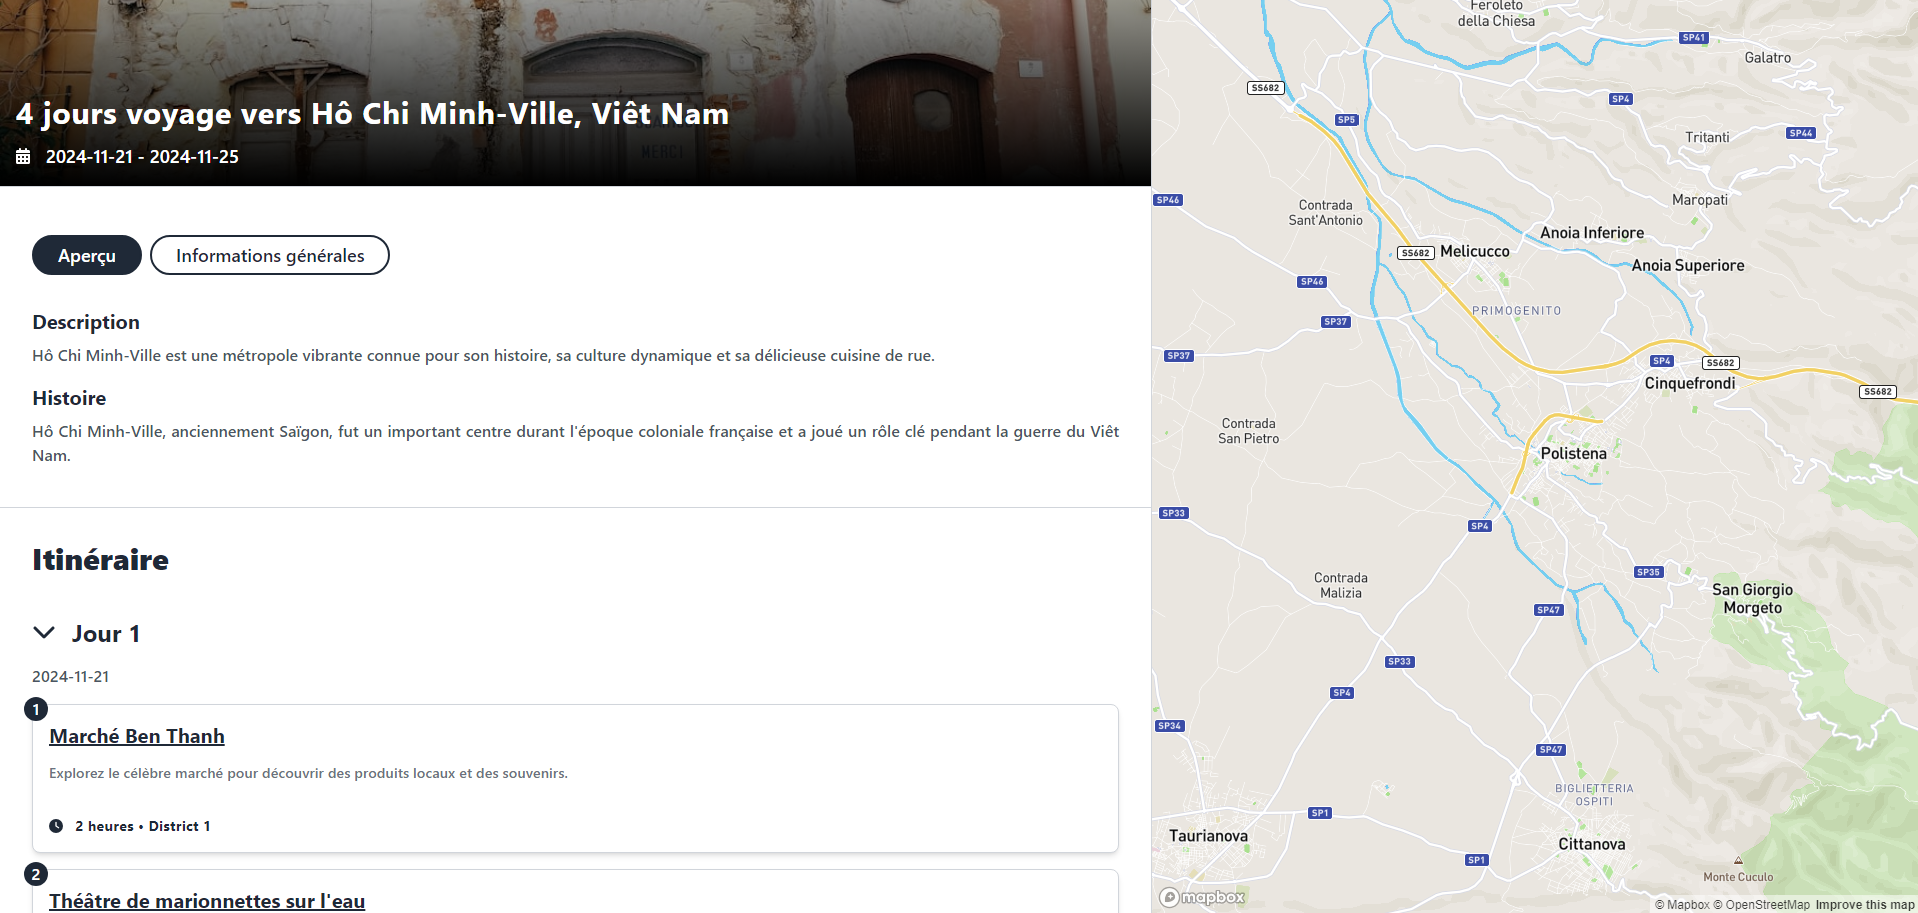 4 jours voyage vers Hô Chi Minh-Ville, Viêt Nam
2024-11-21 - 2024-11-25
Aperçu
Informations générales
Description
Hô Chi Minh-Ville est une métropole vibrante connue pour son histoire, sa culture dynamique et sa délicieuse cuisine de rue.
Histoire
Hô Chi Minh-Ville, anciennement Saïgon, fut un important centre durant l'époque coloniale française et a joué un rôle clé pendant la guerre du Viêt
Nam.
Itinéraire
Jour 1
2024-11-21
1
Marché Ben Thanh
Explorez le célèbre marché pour découvrir des produits locaux et des souvenirs.
2 heures • District 1
2
Théâtre de marionnettes sur l'eau
Feroleto
della Chiesa
SP41
Galatro
SS682
SP4
SP5
Tritanti
SP44
SP46
Contrada
Sant'Antonio
Maropati
Anoia Inferiore
SS682
Melicucco
Anoia Superiore
SP46
PRIMOGENITO
SP37
SP37
SP4
SS682
Cinquefrondi
SS682
Contrada
San Pietro
Polistena
SP33
SP4
Contrada
Malizia
SP35
San Giorgio
Morgeto
SP47
SP33
SP4
SP34
SP47
BIGLIETTERIA
OSPITI
SP1
Taurianova
Cittanova
SP1
Monte Cuculo
mapbox
© Mapbox © OpenStreetMap Improve this map